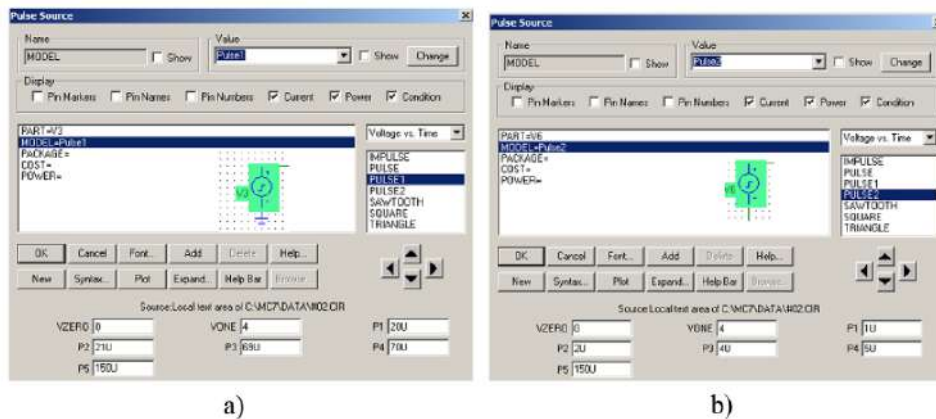 Pulse Source
Name
MODEL
Show
Value
Pulse1
Show
Change
Display
Pin Markers Pin Names Pin Numbers Current Power Condition
PART=V3
MODEL=Pulse1
PACKAGE=
COST=
POWER=
V3
Voltage vs. Time
IMPULSE
PULSE
PULSE1
PULSE2
SAWTOOTH
SQUARE
TRIANGLE
OK Cancel Font... Add Delete Help...
New Syntax... Plot Expand... Help Bar Browse...
Source:Local text area of C:\MC7\DATA\#02.CIR
VZERO 0 VONE 4 P1 20U
P2 21U P3 69U P4 70U
P5 150U
a)
Pulse Source
Name
MODEL
Show
Value
Pulse2
Show
Change
Display
Pin Markers Pin Names Pin Numbers Current Power Condition
PART=V6
MODEL=Pulse2
PACKAGE=
COST=
POWER=
V6
Voltage vs. Time
IMPULSE
PULSE
PULSE1
PULSE2
SAWTOOTH
SQUARE
TRIANGLE
OK Cancel Font... Add Delete Help...
New Syntax... Plot Expand... Help Bar Browse...
Source:Local text area of C:\MC7\DATA\#02.CIR
VZERO 0 VONE 4 P1 1U
P2 2U P3 4U P4 5U
P5 150U
b)